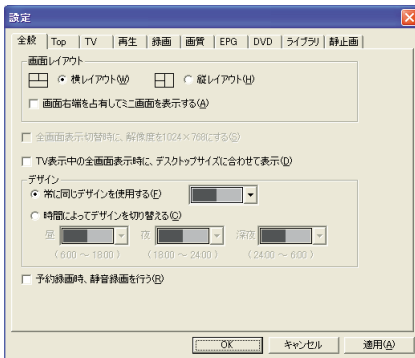 設定
全般 Top TV 再生 録画 画質 EPG DVD ライブラリ 静止画
画面レイアウト
横レイアウト(W) 縦レイアウト(H)
画面右端を占有してミニ画面を表示する(A)
全画面表示切替時に、解像度を1024×768にする(S)
TV表示中の全画面表示時に、デスクトップサイズに合わせて表示(D)
デザイン
常に同じデザインを使用する(F)
時間によってデザインを切り替える(C)
昼 夜 深夜
(6:00 ～ 18:00) (18:00 ～ 24:00) (24:00 ～ 6:00)
予約録画時、静音録画を行う(R)
OK キャンセル 適用(A)